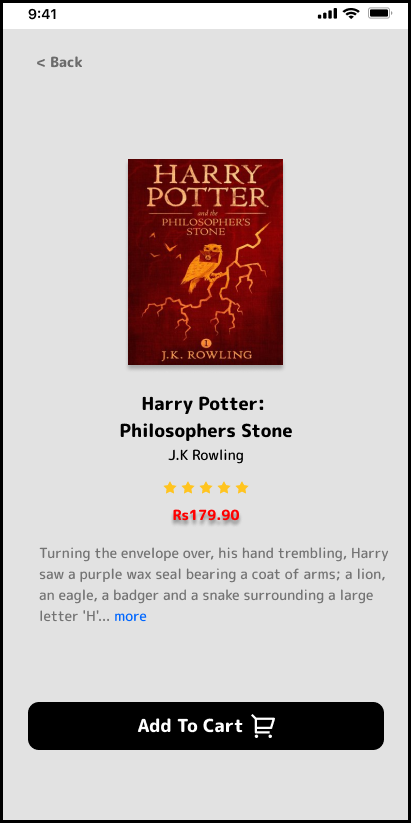 9:41
< Back
HARRY
POTTER
and the
PHILOSOPHER'S
STONE
1
J.K. ROWLING
Harry Potter:
Philosophers Stone
J.K Rowling
Rs179.90
Turning the envelope over, his hand trembling, Harry
saw a purple wax seal bearing a coat of arms; a lion,
an eagle, a badger and a snake surrounding a large
letter 'H'... more
Add To Cart